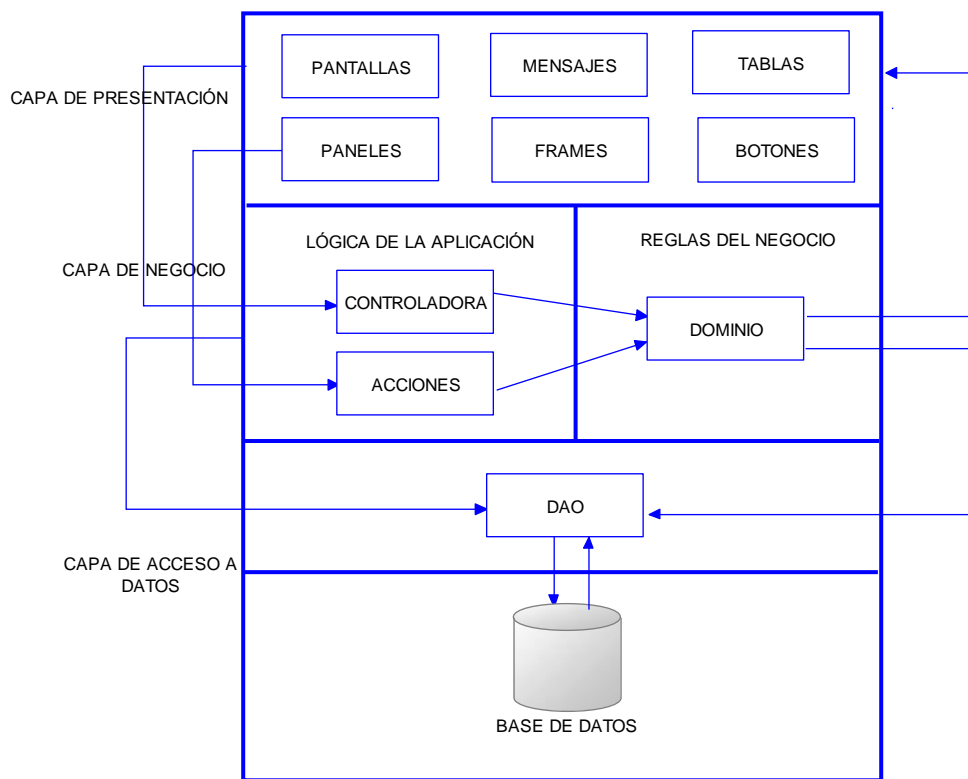 PANTALLAS
MENSAJES
TABLAS
CAPA DE PRESENTACIÓN
PANELES
FRAMES
BOTONES
LÓGICA DE LA APLICACIÓN
REGLAS DEL NEGOCIO
CAPA DE NEGOCIO
CONTROLADORA
DOMINIO
ACCIONES
DAO
CAPA DE ACCESO A
DATOS
BASE DE DATOS